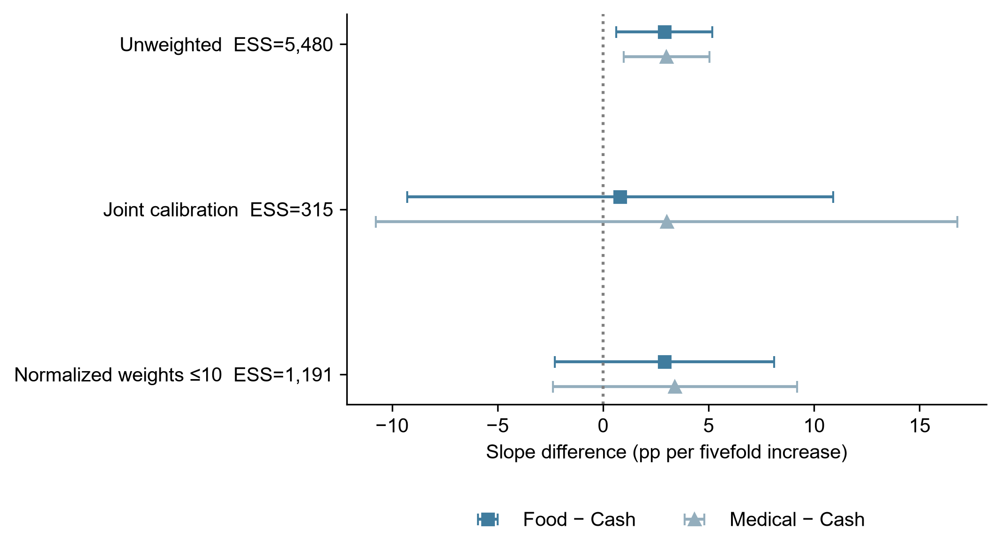 Unweighted  ESS=5,480
Joint calibration  ESS=315
Normalized weights ≤10  ESS=1,191
−10 −5 0 5 10 15
Slope difference (pp per fivefold increase)
Food − Cash Medical − Cash